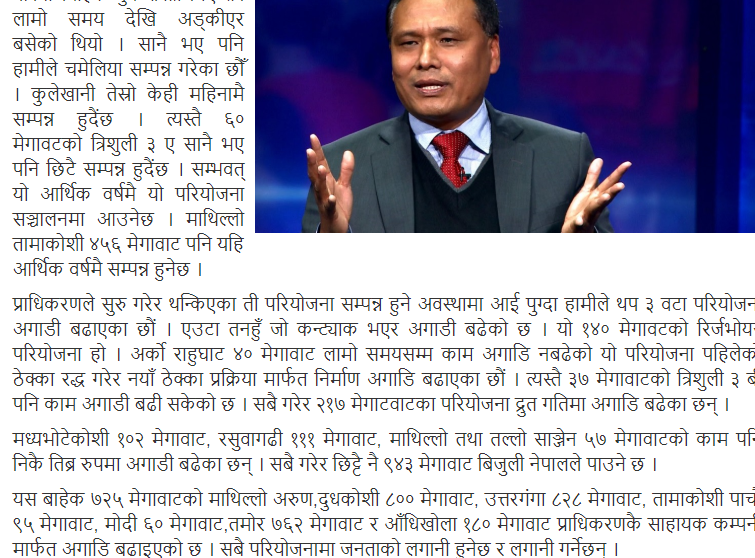 लामो समय देखि अड्कीएर
बसेको थियो । सानै भए पनि
हामीले चमेलिया सम्पन्न गरेका छौँ
। कुलेखानी तेस्रो केही महिनामै
सम्पन्न हुदैंछ । त्यस्तै ६०
मेगावटको त्रिशुली ३ ए सानै भए
पनि छिटै सम्पन्न हुदैंछ । सम्भवत्
यो आर्थिक वर्षमै यो परियोजना
सञ्चालनमा आउनेछ । माथिल्लो
तामाकोशी ४५६ मेगावाट पनि यहि
आर्थिक वर्षमै सम्पन्न हुनेछ ।
प्राधिकरणले सुरु गरेर थन्किएका ती परियोजना सम्पन्न हुने अवस्थामा आई पुग्दा हामीले थप ३ वटा परियोजन
अगाडी बढाएका छौं । एउटा तनहुँ जो कन्ट्याक भएर अगाडी बढेको छ । यो १४० मेगावटको रिर्जभोय
परियोजना हो । अर्को राहुघाट ४० मेगावाट लामो समयसम्म काम अगाडि नबढेको यो परियोजना पहिलेको
ठेक्का रद्ध गरेर नयाँ ठेक्का प्रक्रिया मार्फत निर्माण अगाडि बढाएका छौं । त्यस्तै ३७ मेगावाटको त्रिशुली ३ बी
पनि काम अगाडी बढी सकेको छ । सबै गरेर २१७ मेगाटवाटका परियोजना द्रुत गतिमा अगाडि बढेका छन् ।
मध्यभोटेकोशी १०२ मेगावाट, रसुवागढी १११ मेगावाट, माथिल्लो तथा तल्लो साञ्जेन ५७ मेगावाटको काम पनि
निकै तिब्र रुपमा अगाडी बढेका छन् । सबै गरेर छिट्टै नै ९४३ मेगावाट बिजुली नेपालले पाउने छ ।
यस बाहेक ७२५ मेगावाटको माथिल्लो अरुण,दुधकोशी ८०० मेगावाट, उत्तरगंगा ८२८ मेगावाट, तामाकोशी पाचौ
९५ मेगावाट, मोदी ६० मेगावाट,तमोर ७६२ मेगावाट र आँधिखोला १८० मेगावाट प्राधिकरणकै सहायक कम्पनी
मार्फत अगाडि बढाइएको छ । सबै परियोजनामा जनताको लगानी हुनेछ र लगानी गर्नेछन् ।